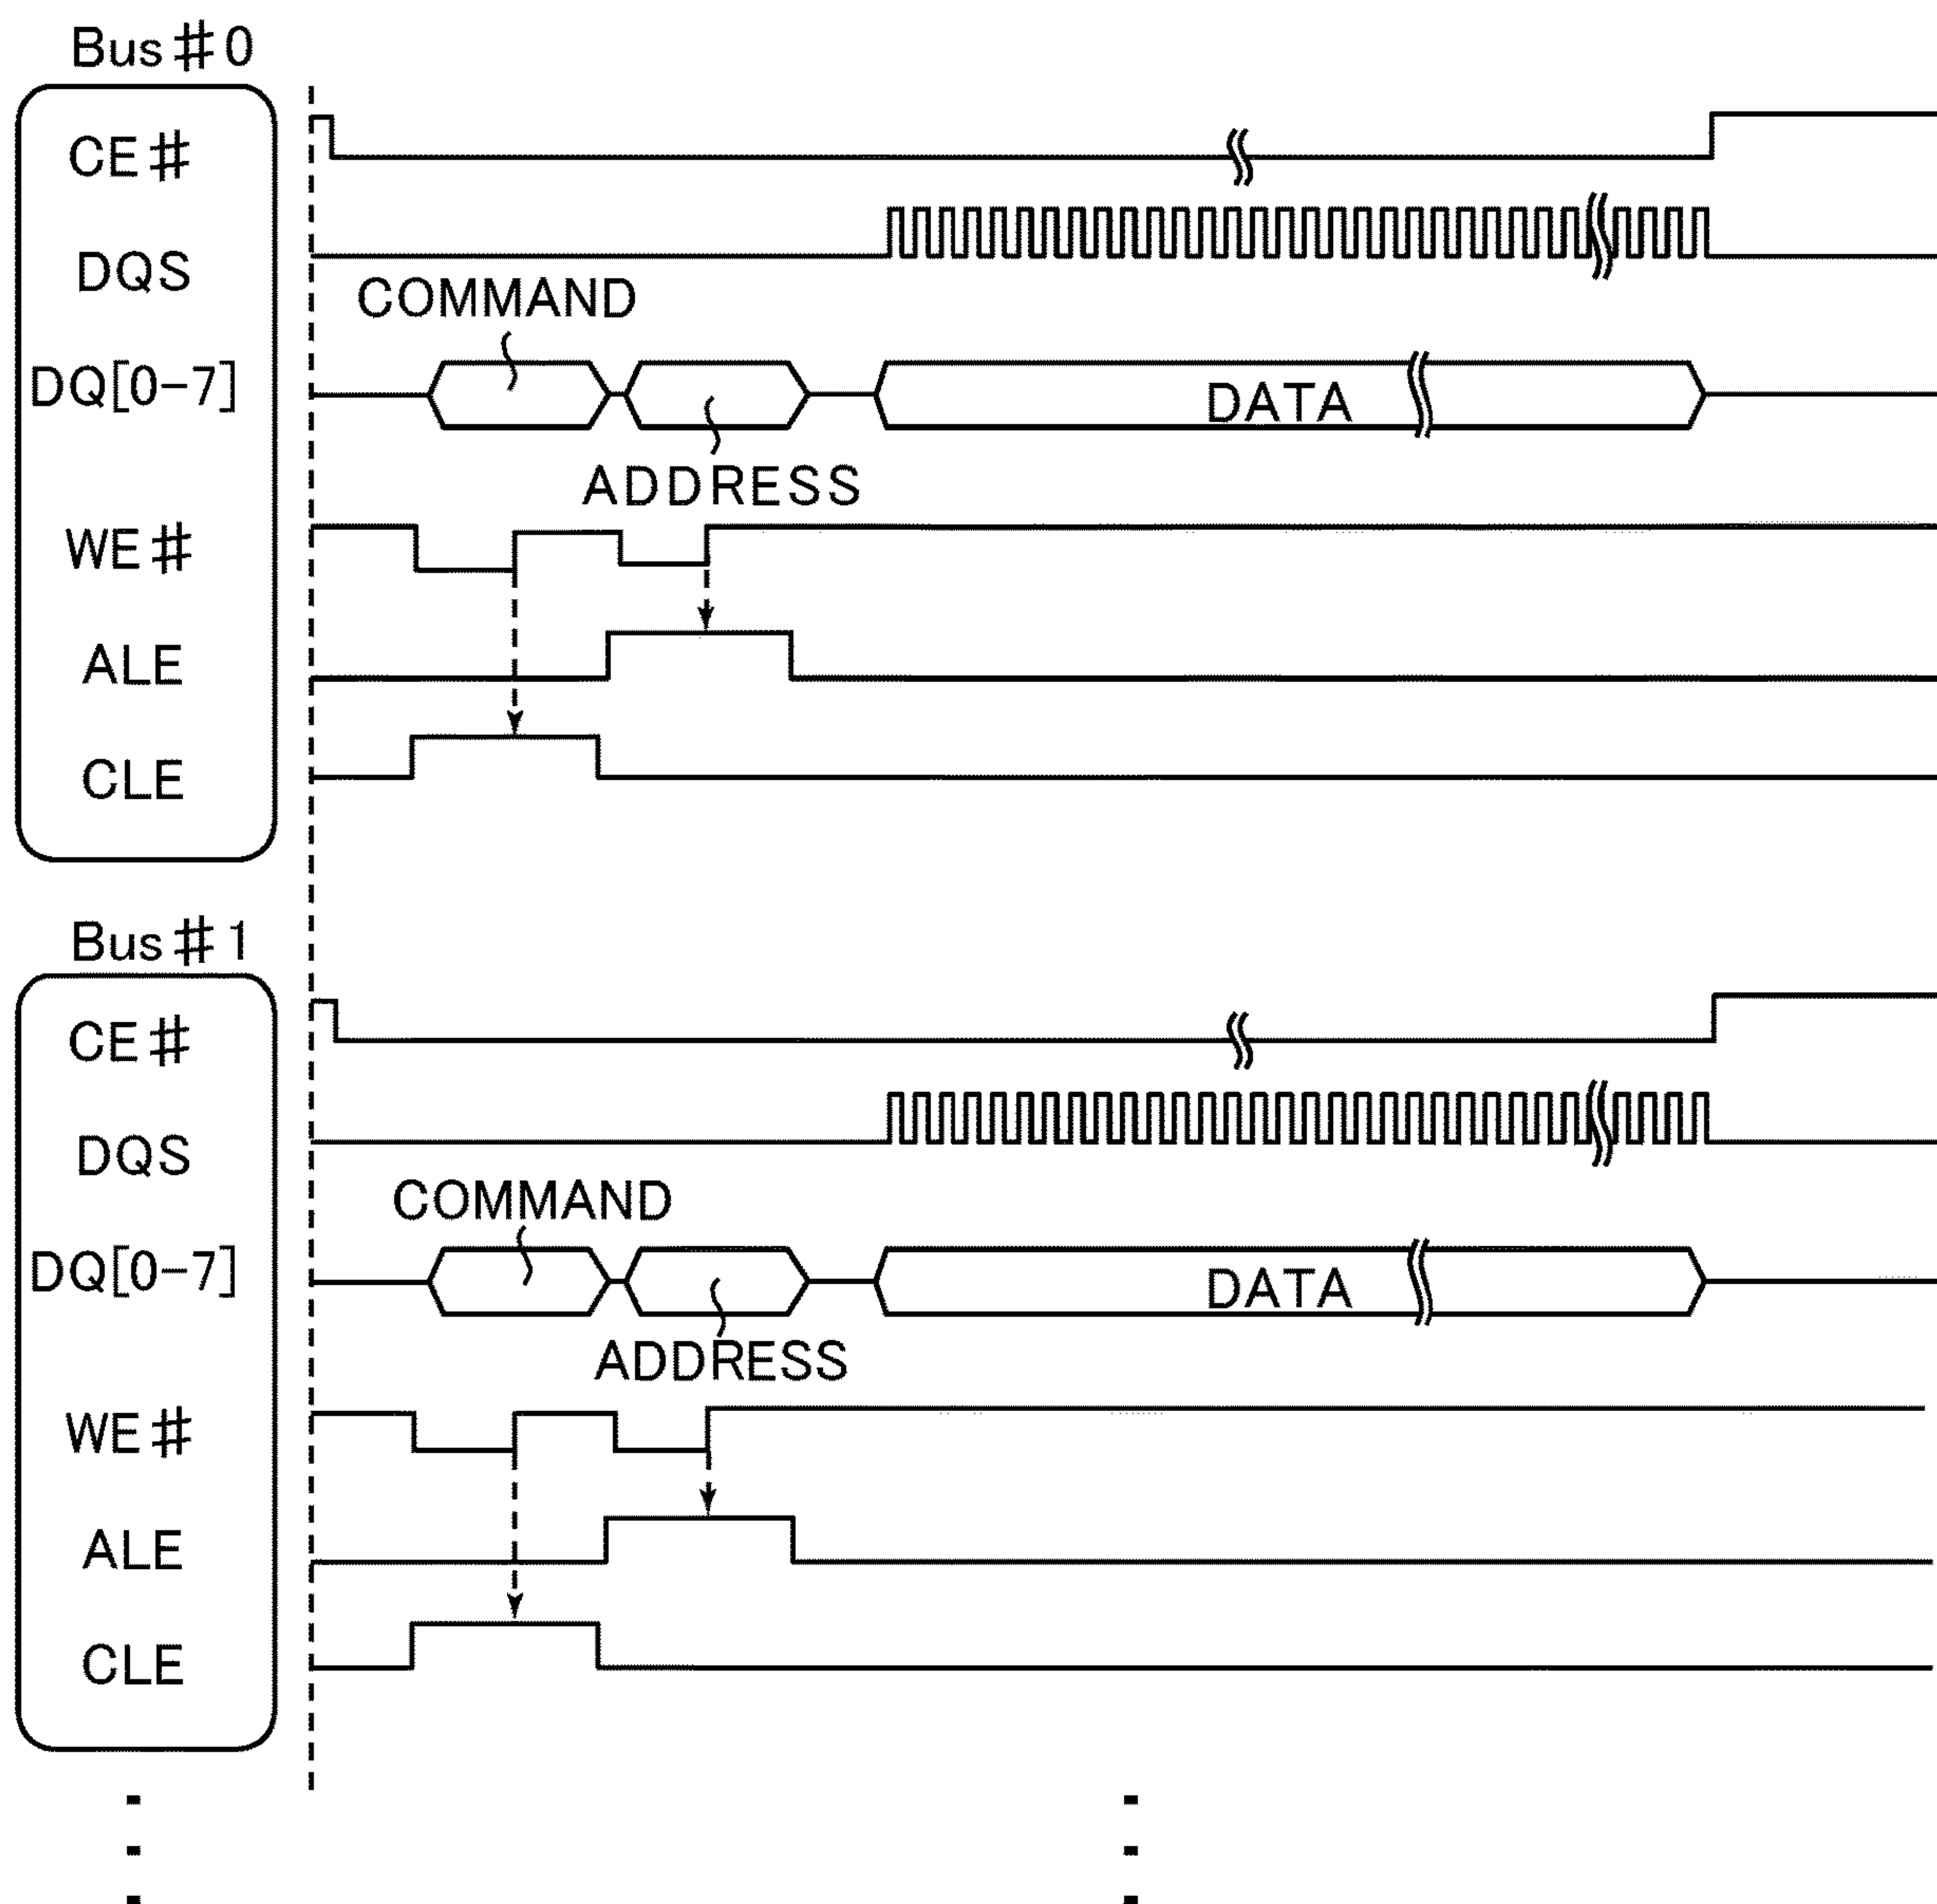 Bus#0
CE#
DQS
COMMAND
DQ[0-7]
DATA
ADDRESS
WE#
ALE
CLE
Bus#1
CE#
DQS
COMMAND
DQ[0-7]
DATA
ADDRESS
WE#
ALE
CLE